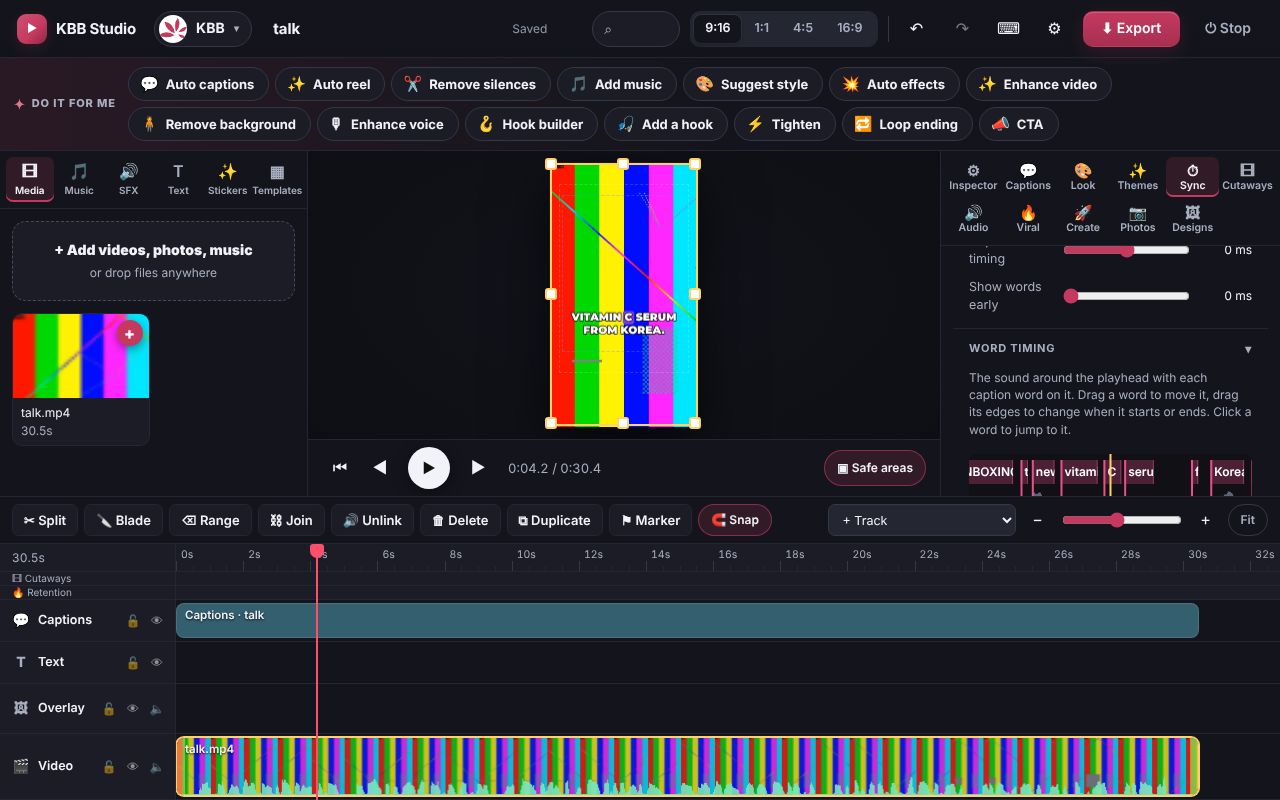 KBB Studio
KBB
talk
Saved
9:16
1:1
4:5
16:9
Export
Stop
DO IT FOR ME
Auto captions
Auto reel
Remove silences
Add music
Suggest style
Auto effects
Enhance video
Remove background
Enhance voice
Hook builder
Add a hook
Tighten
Loop ending
CTA
Media
Music
SFX
Text
Stickers
Templates
+ Add videos, photos, music
or drop files anywhere
talk.mp4
30.5s
VITAMIN C SERUM
FROM KOREA.
0:04.2 / 0:30.4
Safe areas
Inspector
Captions
Look
Themes
Sync
Cutaways
Audio
Viral
Create
Photos
Designs
timing
0 ms
Show words
early
0 ms
WORD TIMING
The sound around the playhead with each
caption word on it. Drag a word to move it, drag
its edges to change when it starts or ends. Click a
word to jump to it.
NBOXING
t
new
vitam
C
seru
f
Korea
Split
Blade
Range
Join
Unlink
Delete
Duplicate
Marker
Snap
+ Track
−
+
Fit
30.5s
0s
2s
6s
8s
10s
12s
14s
16s
18s
20s
22s
24s
26s
28s
30s
32s
Cutaways
Retention
Captions
Captions · talk
Text
Overlay
Video
talk.mp4